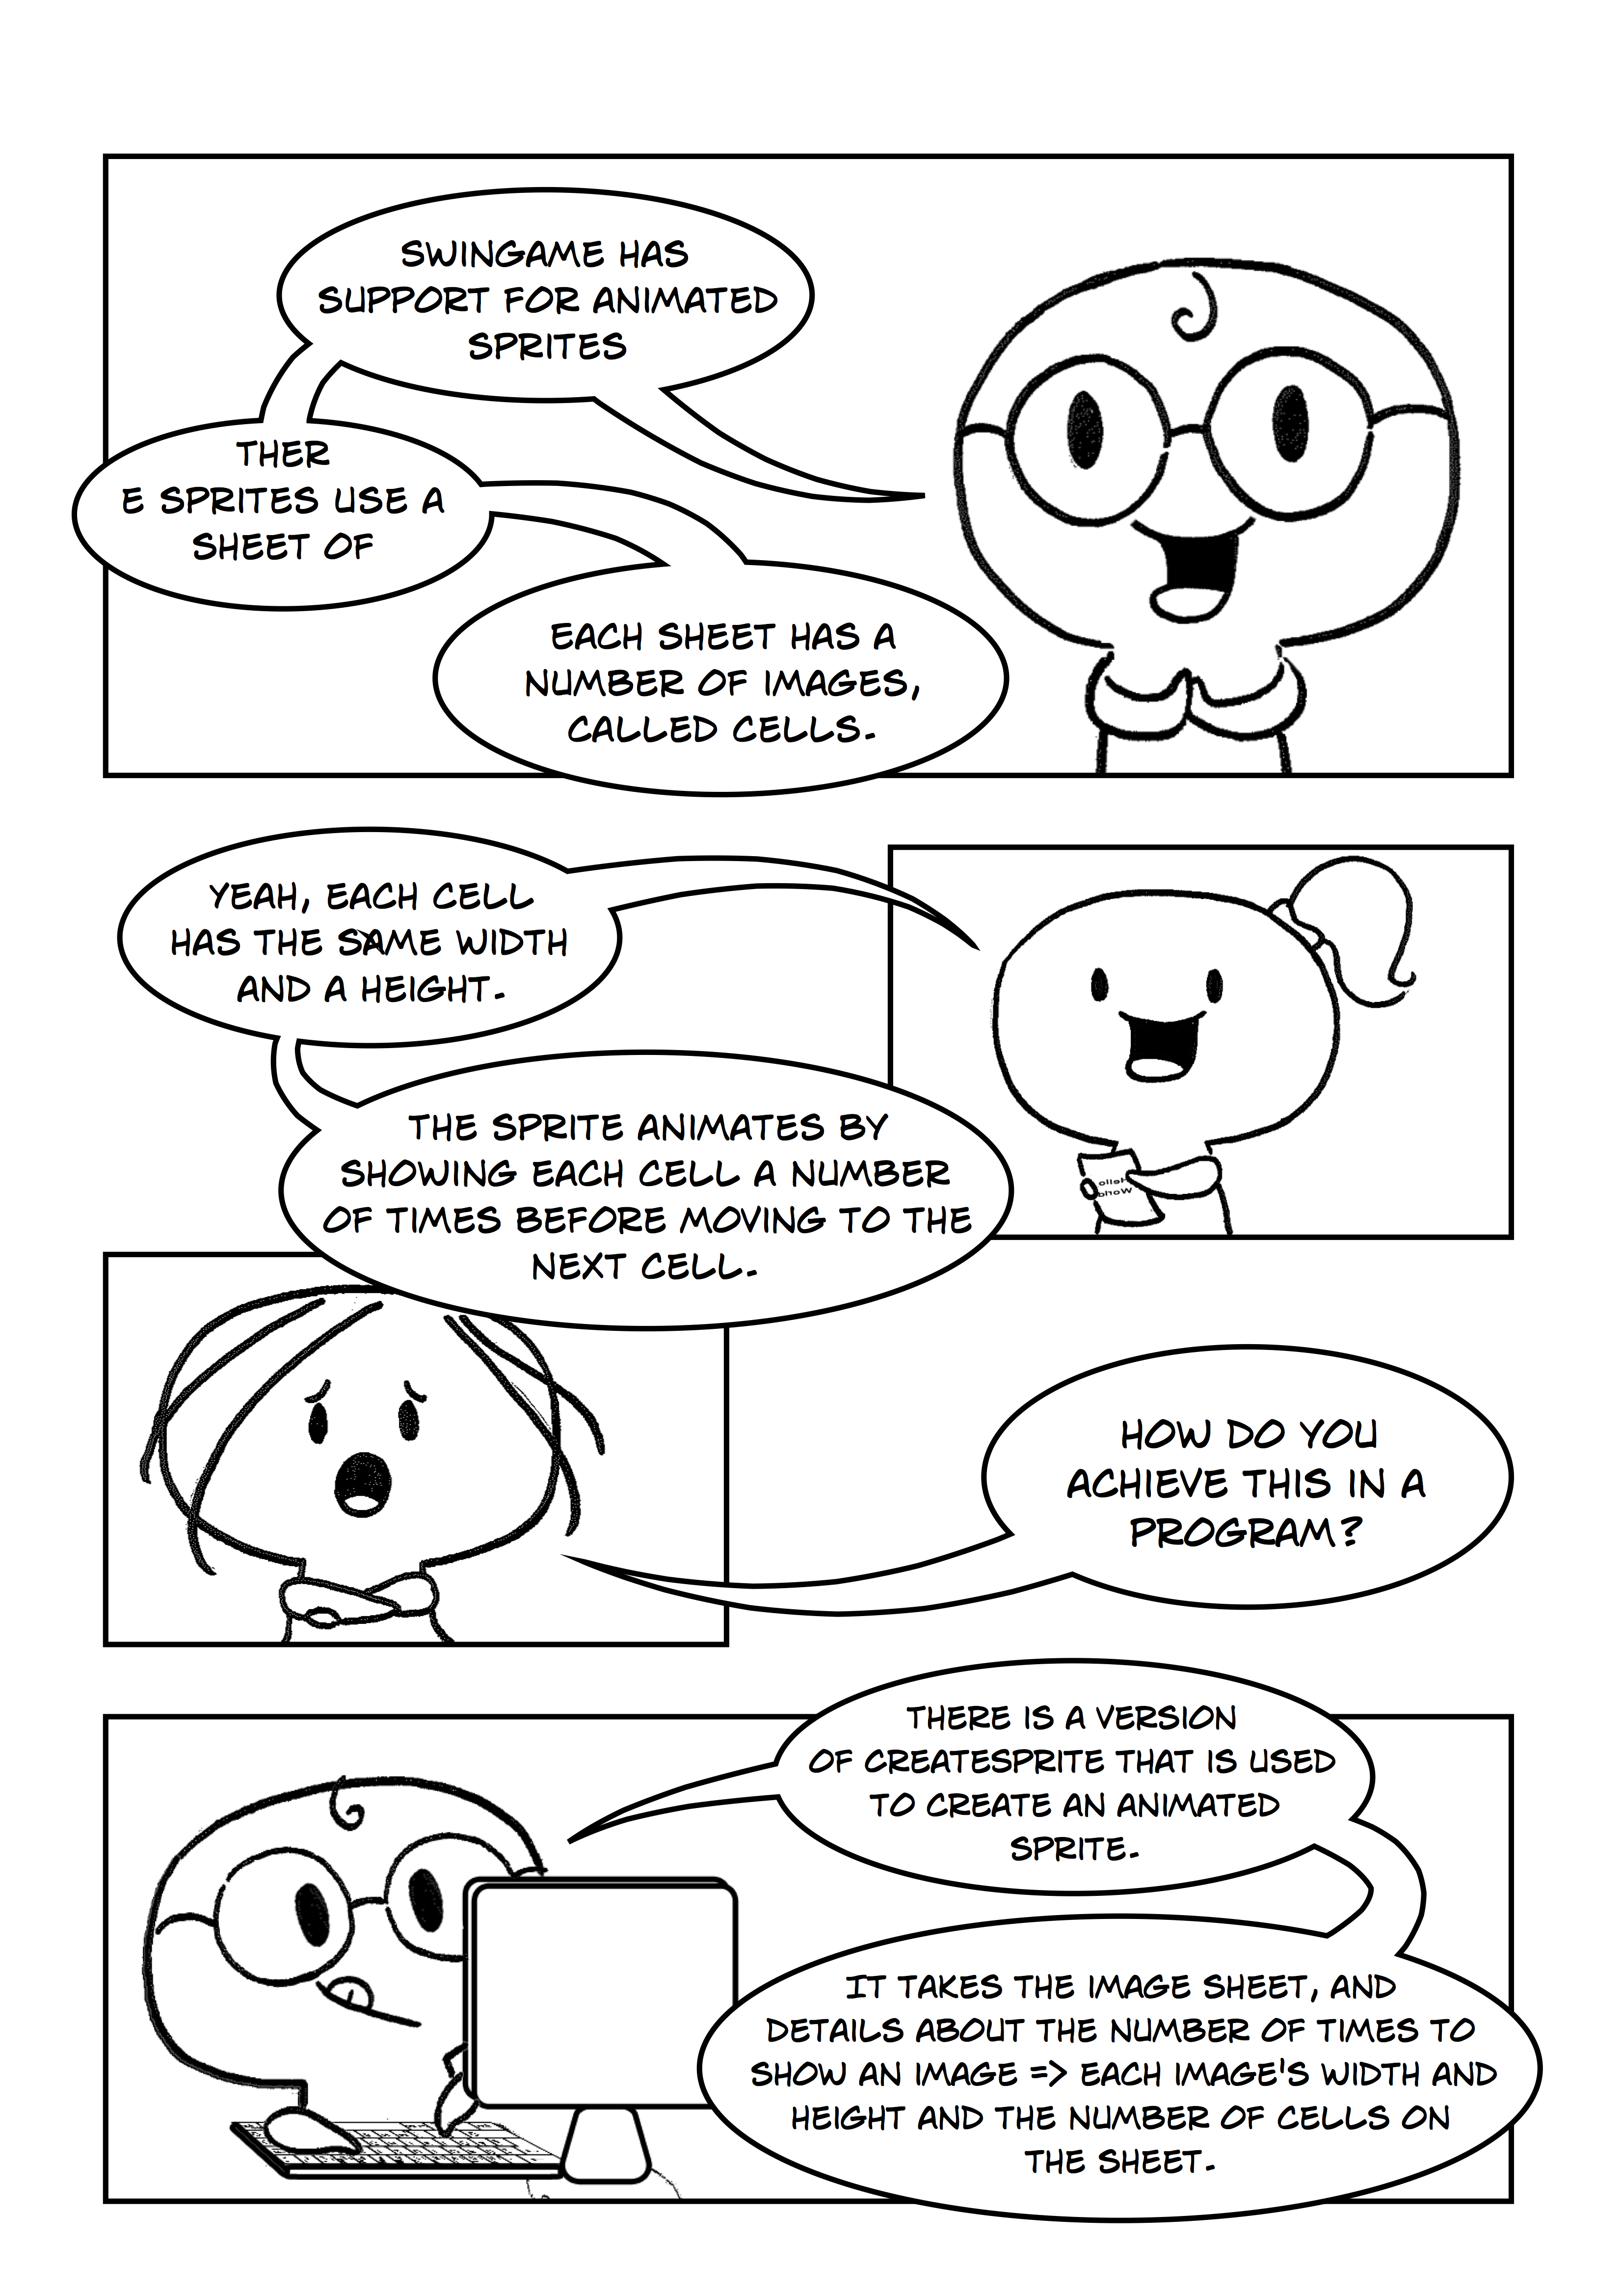 SWINGAME HAS
SUPPORT FOR ANIMATED
SPRITES
THER
E SPRITES USE A
SHEET OF
EACH SHEET HAS A
NUMBER OF IMAGES,
CALLED CELLS.
YEAH, EACH CELL
HAS THE SAME WIDTH
AND A HEIGHT.
THE SPRITE ANIMATES BY
SHOWING EACH CELL A NUMBER
OF TIMES BEFORE MOVING TO THE
NEXT CELL.
HOW DO YOU
ACHIEVE THIS IN A
PROGRAM?
THERE IS A VERSION
OF CREATESPRITE THAT IS USED
TO CREATE AN ANIMATED
SPRITE.
IT TAKES THE IMAGE SHEET, AND
DETAILS ABOUT THE NUMBER OF TIMES TO
SHOW AN IMAGE => EACH IMAGE'S WIDTH AND
HEIGHT AND THE NUMBER OF CELLS ON
THE SHEET.